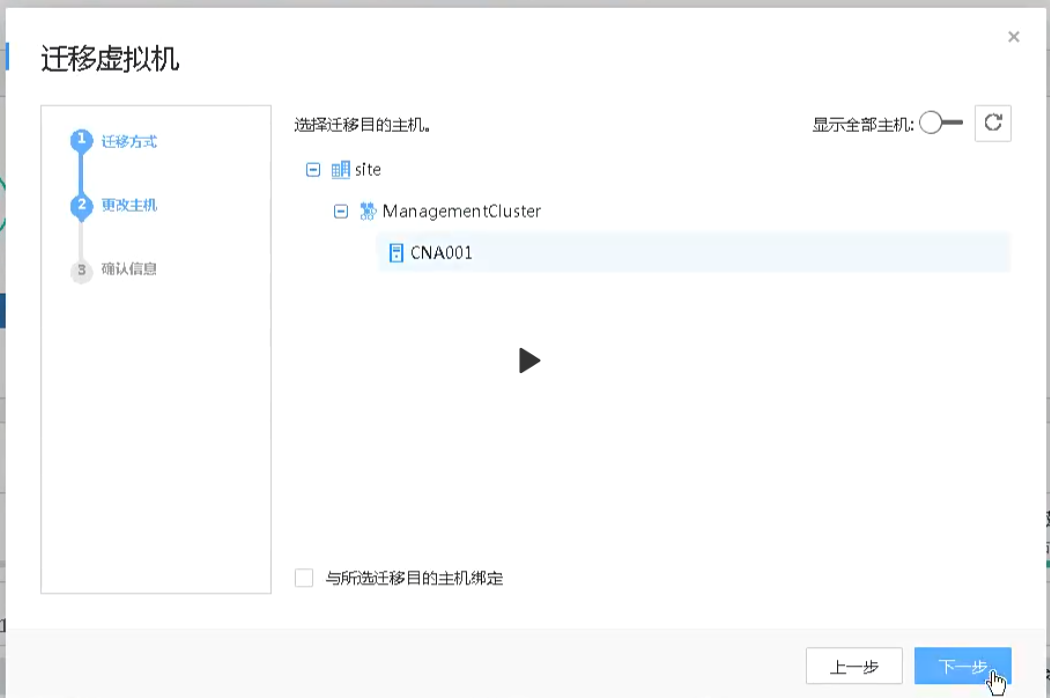 迁移虚拟机
1 迁移方式
2 更改主机
3 确认信息
选择迁移目的主机。
显示全部主机:
site
ManagementCluster
CNA001
与所选迁移目的主机绑定
上一步
下一步